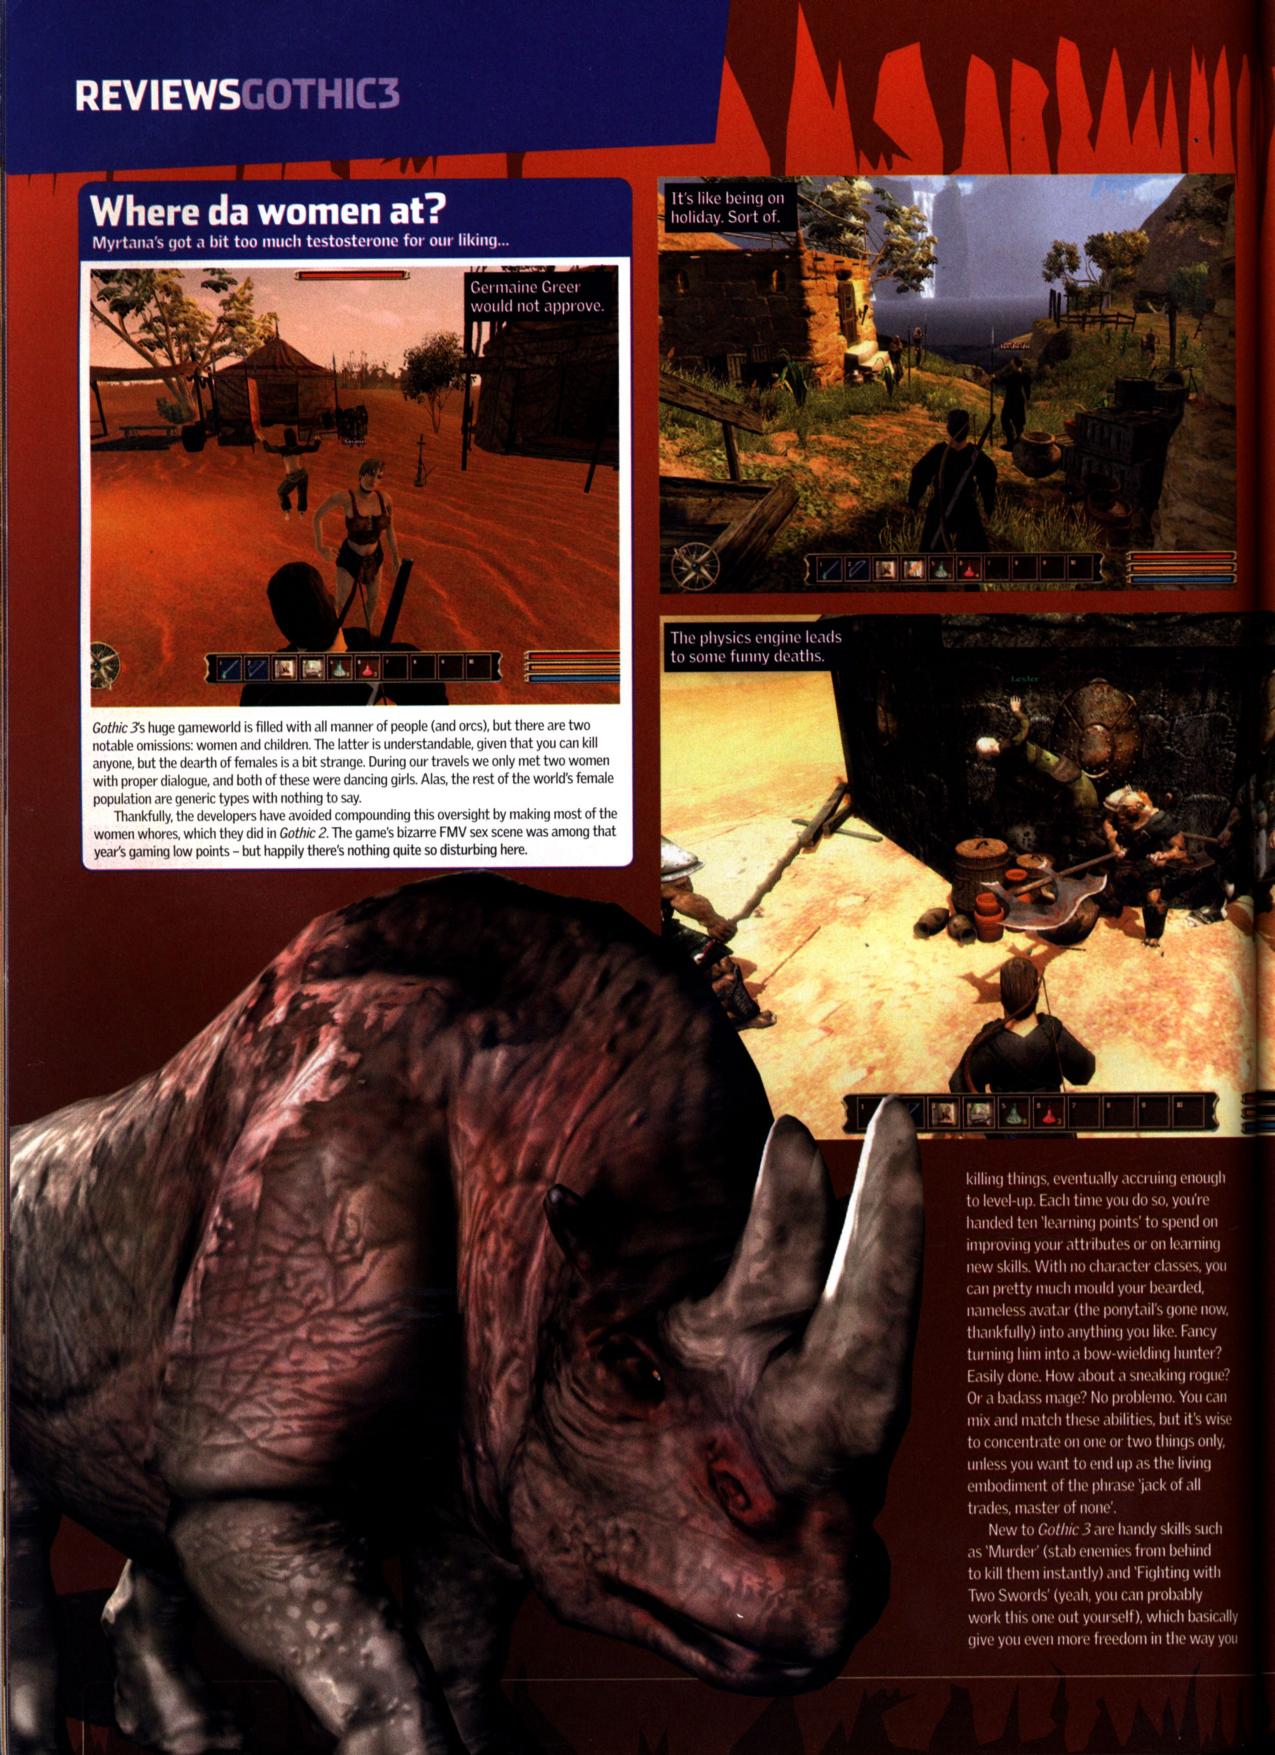 REVIEWSGOTHIC3
Where da women at?
Myrtana's got a bit too much testosterone for our liking...
Germaine Greer
would not approve.
Gothic 3's huge gameworld is filled with all manner of people (and orcs), but there are two
notable omissions: women and children. The latter is understandable, given that you can kill
anyone, but the dearth of females is a bit strange. During our travels we only met two women
with proper dialogue, and both of these were dancing girls. Alas, the rest of the world's female
population are generic types with nothing to say.
Thankfully, the developers have avoided compounding this oversight by making most of the
women whores, which they did in Gothic 2. The game's bizarre FMV sex scene was among that
year's gaming low points – but happily there's nothing quite so disturbing here.
It's like being on
holiday. Sort of.
The physics engine leads
to some funny deaths.
Lester
killing things, eventually accruing enough
to level-up. Each time you do so, you're
handed ten 'learning points' to spend on
improving your attributes or on learning
new skills. With no character classes, you
can pretty much mould your bearded,
nameless avatar (the ponytail's gone now,
thankfully) into anything you like. Fancy
turning him into a bow-wielding hunter?
Easily done. How about a sneaking rogue?
Or a badass mage? No problemo. You can
mix and match these abilities, but it's wise
to concentrate on one or two things only,
unless you want to end up as the living
embodiment of the phrase 'jack of all
trades, master of none'.
New to Gothic 3 are handy skills such
as 'Murder' (stab enemies from behind
to kill them instantly) and 'Fighting with
Two Swords' (yeah, you can probably
work this one out yourself), which basically
give you even more freedom in the way you